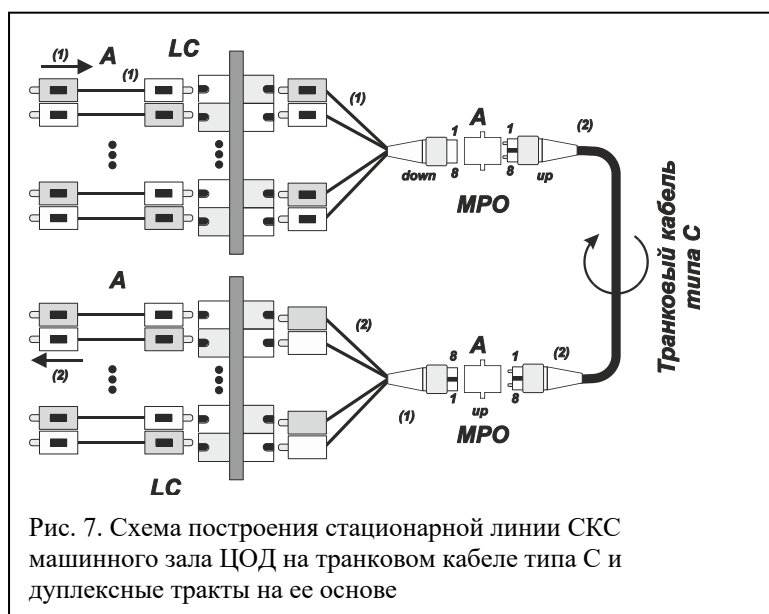 (1) A LC
(1)
(1) A (2)
1 1
down 8 8 up
MPO
Транковый кабель
типа С
A
(2)
A
8 1 (2)
(2) 1 8
(1) up
MPO
LC
Рис. 7. Схема построения стационарной линии СКС
машинного зала ЦОД на транковом кабеле типа С и
дуплексные тракты на ее основе